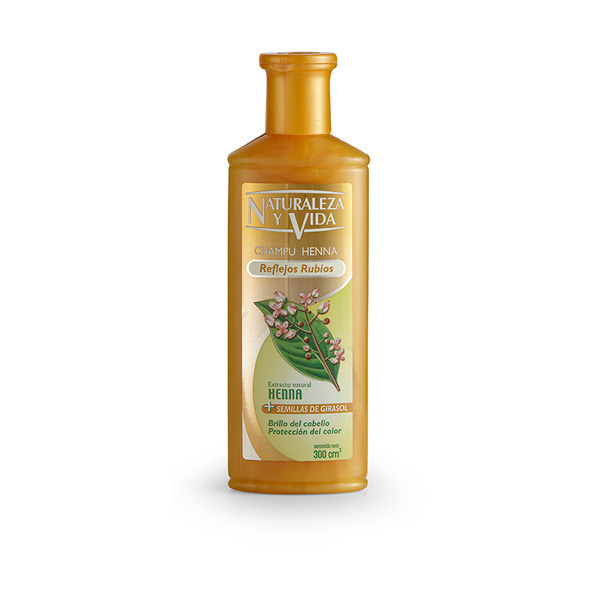 NATURALEZA
Y VIDA
CHAMPU HENNA
Reflejos Rubios
Extracto natural
HENNA
+ SEMILLAS DE GIRASOL
Brillo del cabello
Protección del color
contenido neto
300 cm³